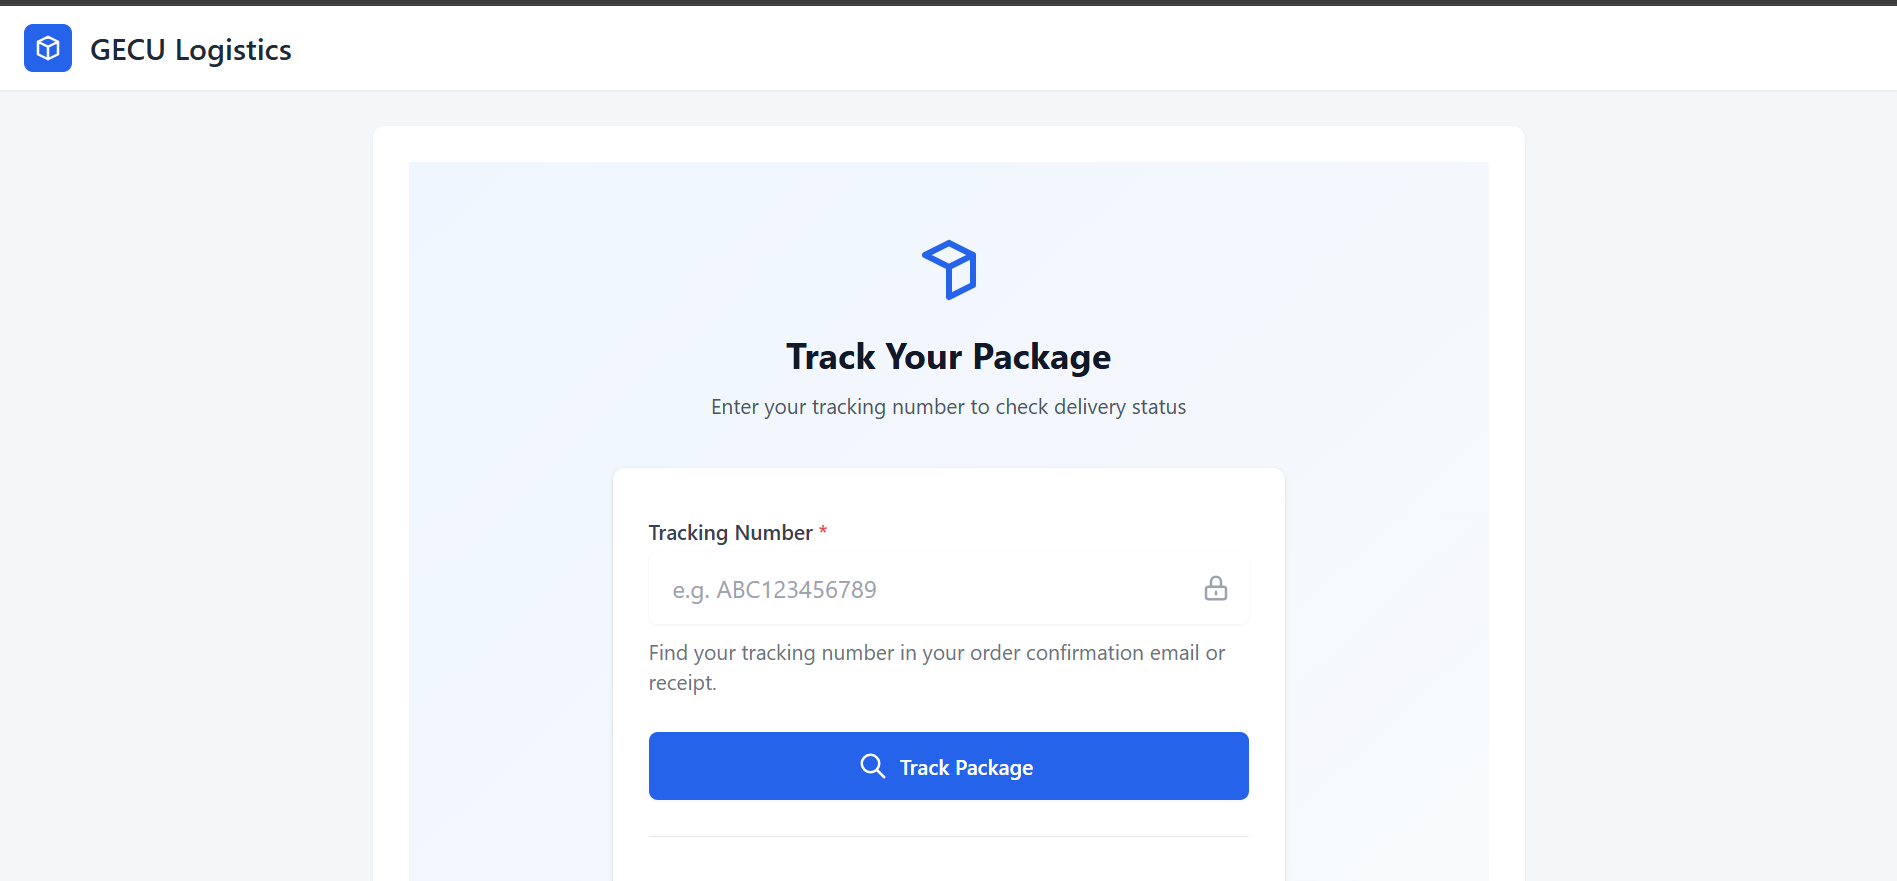 GECU Logistics
Track Your Package
Enter your tracking number to check delivery status
Tracking Number *
e.g. ABC123456789
Find your tracking number in your order confirmation email or
receipt.
Track Package